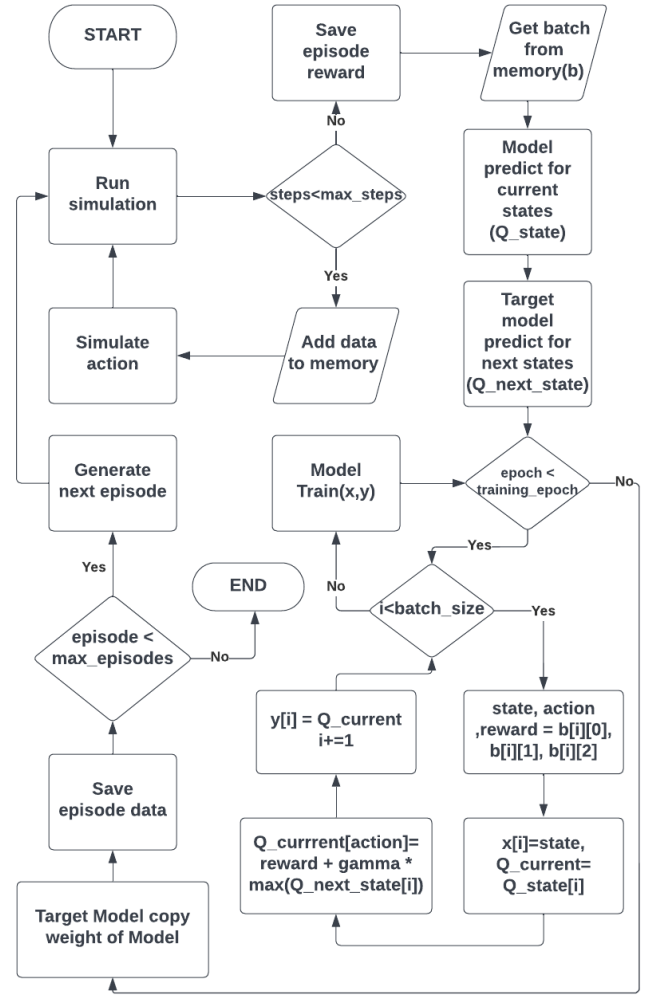 START
Run
simulation
steps<max_steps
No
Save
episode
reward
Get batch
from
memory(b)
Model
predict for
current
states
(Q_state)
Target
model
predict for
next states
(Q_next_state)
Yes
Add data
to memory
Simulate
action
Generate
next episode
Model
Train(x,y)
epoch <
training_epoch
No
Yes
i<batch_size
No
Yes
state, action
,reward = b[i][0],
b[i][1], b[i][2]
x[i]=state,
Q_current=
Q_state[i]
Q_currrent[action]=
reward + gamma *
max(Q_next_state[i])
y[i] = Q_current
i+=1
Target Model copy
weight of Model
Save
episode data
episode <
max_episodes
Yes
No
END